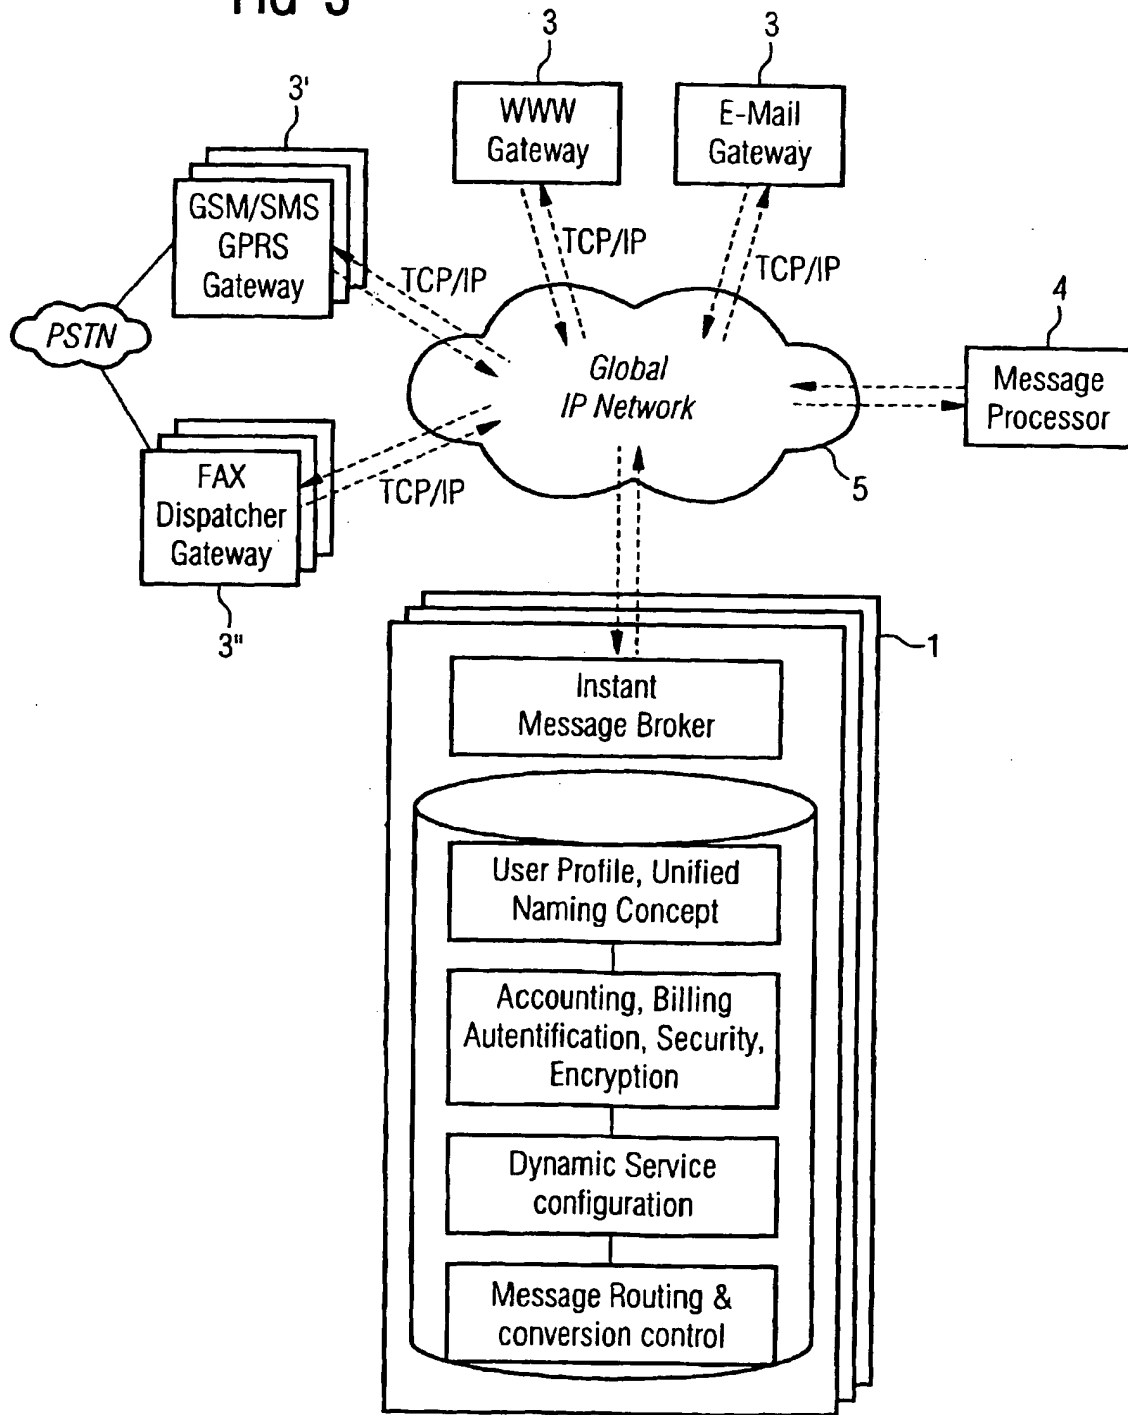 3
3
3'
WWW
Gateway
E-Mail
Gateway
GSM/SMS
GPRS
Gateway
TCP/IP
TCP/IP
TCP/IP
PSTN
4
Global
IP Network
Message
Processor
FAX
Dispatcher
Gateway
TCP/IP
5
3"
1
Instant
Message Broker
User Profile, Unified
Naming Concept
Accounting, Billing
Autentification, Security,
Encryption
Dynamic Service
configuration
Message Routing &
conversion control